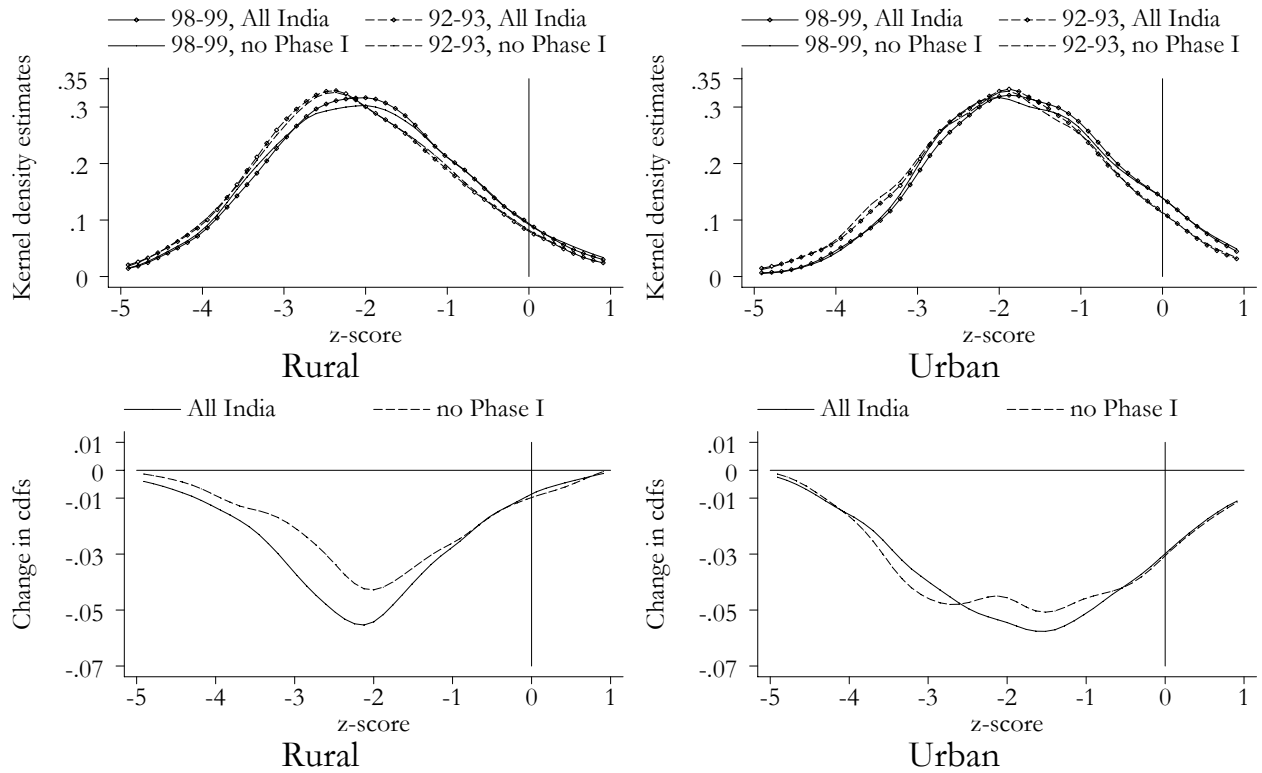 98-99, All India 92-93, All India
98-99, no Phase I 92-93, no Phase I
Kernel density estimates
.35
.3
.2
.1
0
-5 -4 -3 -2 -1 0 1
z-score
Rural
98-99, All India 92-93, All India
98-99, no Phase I 92-93, no Phase I
Kernel density estimates
.35
.3
.2
.1
0
-5 -4 -3 -2 -1 0 1
z-score
Urban
All India no Phase I
Change in cdfs
.01
0
-.01
-.03
-.05
-.07
-5 -4 -3 -2 -1 0 1
z-score
Rural
All India no Phase I
Change in cdfs
.01
0
-.01
-.03
-.05
-.07
-5 -4 -3 -2 -1 0 1
z-score
Urban